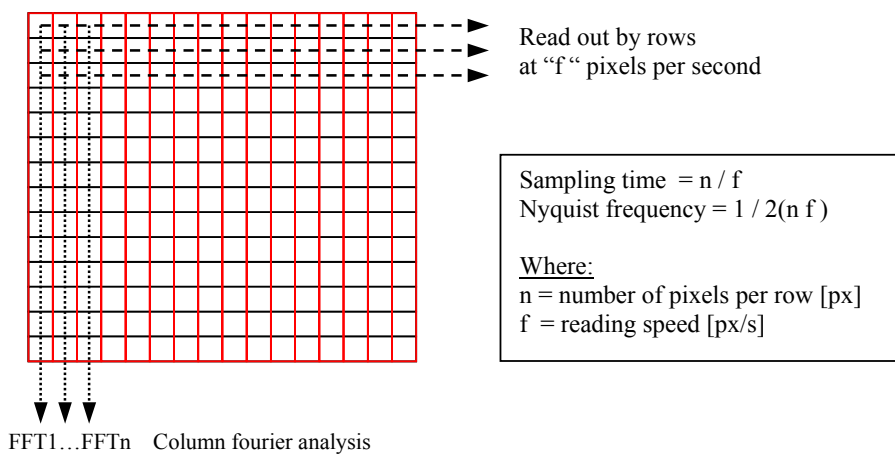 Read out by rows
at “f “ pixels per second
Sampling time = n / f
Nyquist frequency = 1 / 2(n f )
Where:
n = number of pixels per row [px]
f = reading speed [px/s]
FFT1…FFTn Column fourier analysis